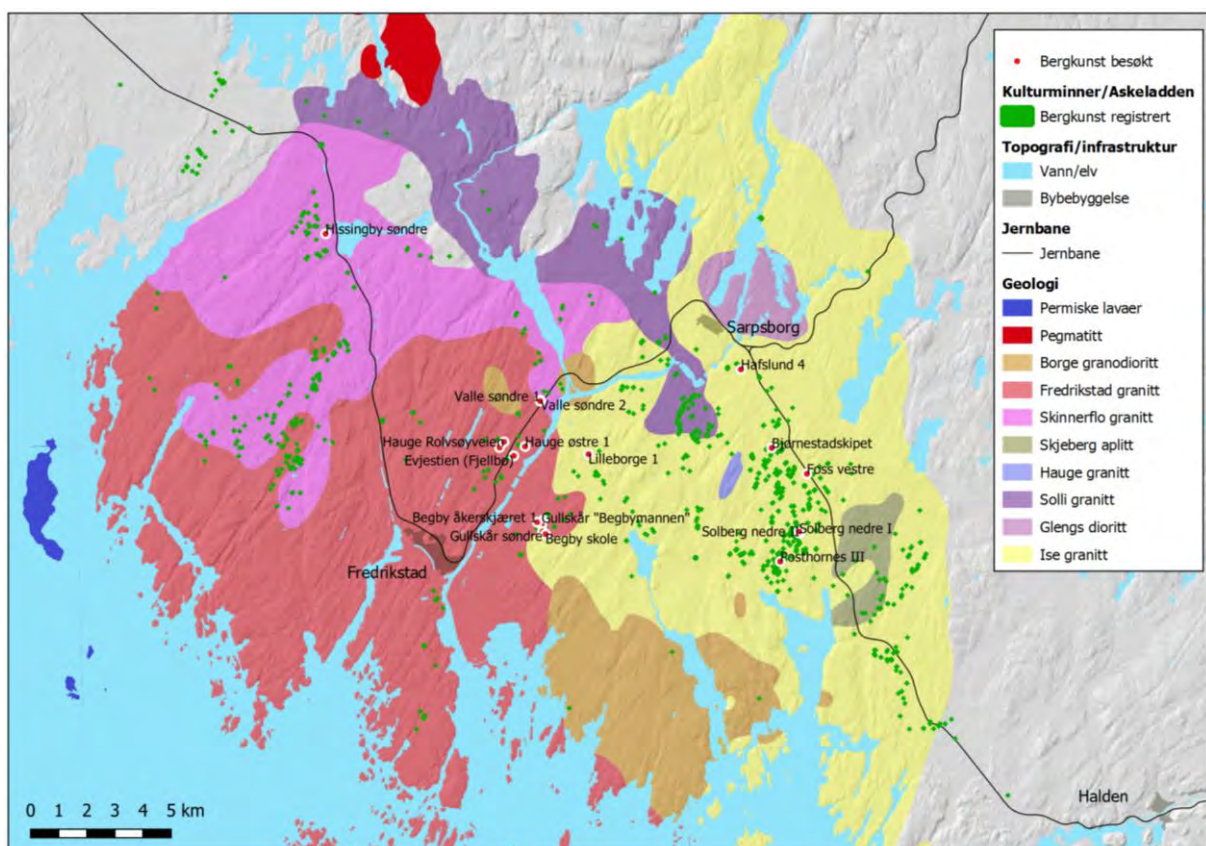 Bergkunst besøkt
Kulturminner/Askeladden
Bergkunst registrert
Topografi/infrastruktur
Vann/elv
Bybebyggelse
Jernbane
Jernbane
Geologi
Permiske lavaer
Pegmatitt
Borge granodioritt
Fredrikstad granitt
Skinnerflo granitt
Skjeberg aplitt
Hauge granitt
Solli granitt
Glengs dioritt
Ise granitt
Hissingby søndre
Sarpsborg
Hafslund 4
Valle søndre 1
Valle søndre 2
Hauge Rolvsøyveien
Hauge østre 1
Evjestien (Fjellbø)
Lilleborge 1
Bjørnestadskipet
Foss vestre
Begby åkerskjæret 1
Gullskår "Begbymannen"
Gullskår søndre
Begby skole
Solberg nedre II
Solberg nedre I
Rosthornes III
Fredrikstad
Halden
0 1 2 3 4 5 km